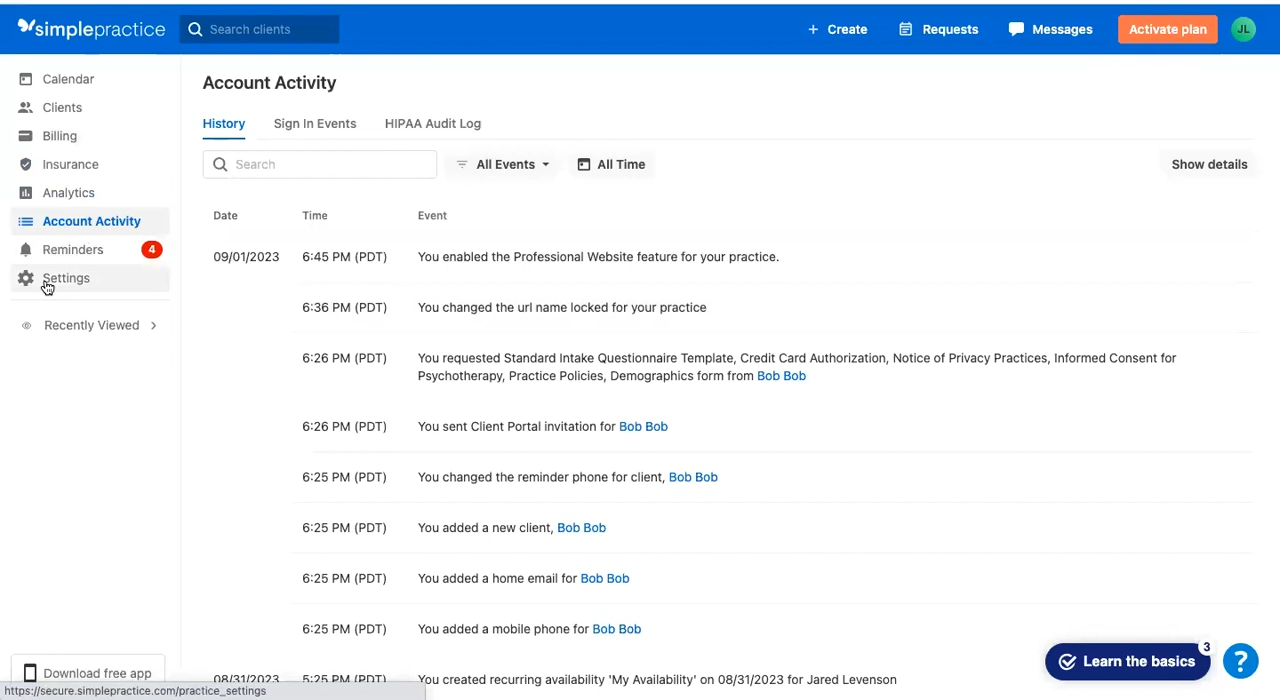 simplepractice
Search clients
+ Create
Requests
Messages
Activate plan
JL
Calendar
Clients
Billing
Insurance
Analytics
Account Activity
Reminders 4
Settings
Recently Viewed
Download free app
https://secure.simplepractice.com/practice_settings
Account Activity
History Sign In Events HIPAA Audit Log
Search All Events All Time Show details
Date Time Event
09/01/2023 6:45 PM (PDT) You enabled the Professional Website feature for your practice.
6:36 PM (PDT) You changed the url name locked for your practice
6:26 PM (PDT) You requested Standard Intake Questionnaire Template, Credit Card Authorization, Notice of Privacy Practices, Informed Consent for
Psychotherapy, Practice Policies, Demographics form from Bob Bob
6:26 PM (PDT) You sent Client Portal invitation for Bob Bob
6:25 PM (PDT) You changed the reminder phone for client, Bob Bob
6:25 PM (PDT) You added a new client, Bob Bob
6:25 PM (PDT) You added a home email for Bob Bob
6:25 PM (PDT) You added a mobile phone for Bob Bob
08/31/2023 5:25 PM (PDT) You created recurring availability 'My Availability' on 08/31/2023 for Jared Levenson
Learn the basics 3
?